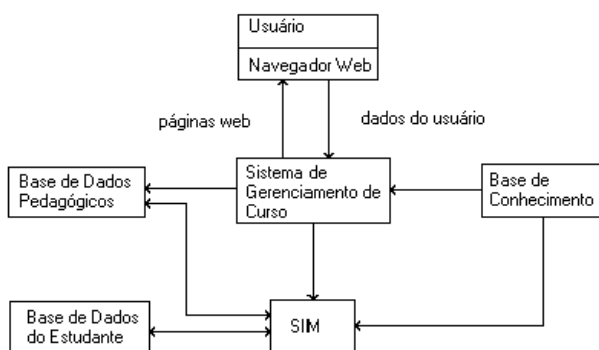 Usuário
Navegador Web
páginas web
dados do usuário
Base de Dados
Pedagógicos
Sistema de
Gerenciamento de
Curso
Base de
Conhecimento
Base de Dados
do Estudante
SIM